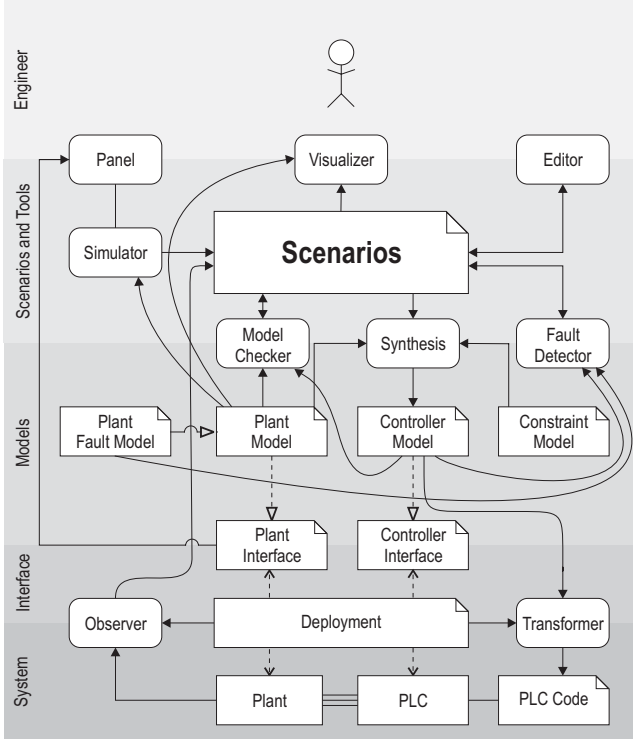 Engineer
Panel
Visualizer
Editor
Scenarios and Tools
Simulator
Scenarios
Model
Checker
Synthesis
Fault
Detector
Models
Plant
Fault Model
Plant
Model
Controller
Model
Constraint
Model
Plant
Interface
Controller
Interface
Interface
Observer
Deployment
Transformer
System
Plant
PLC
PLC Code